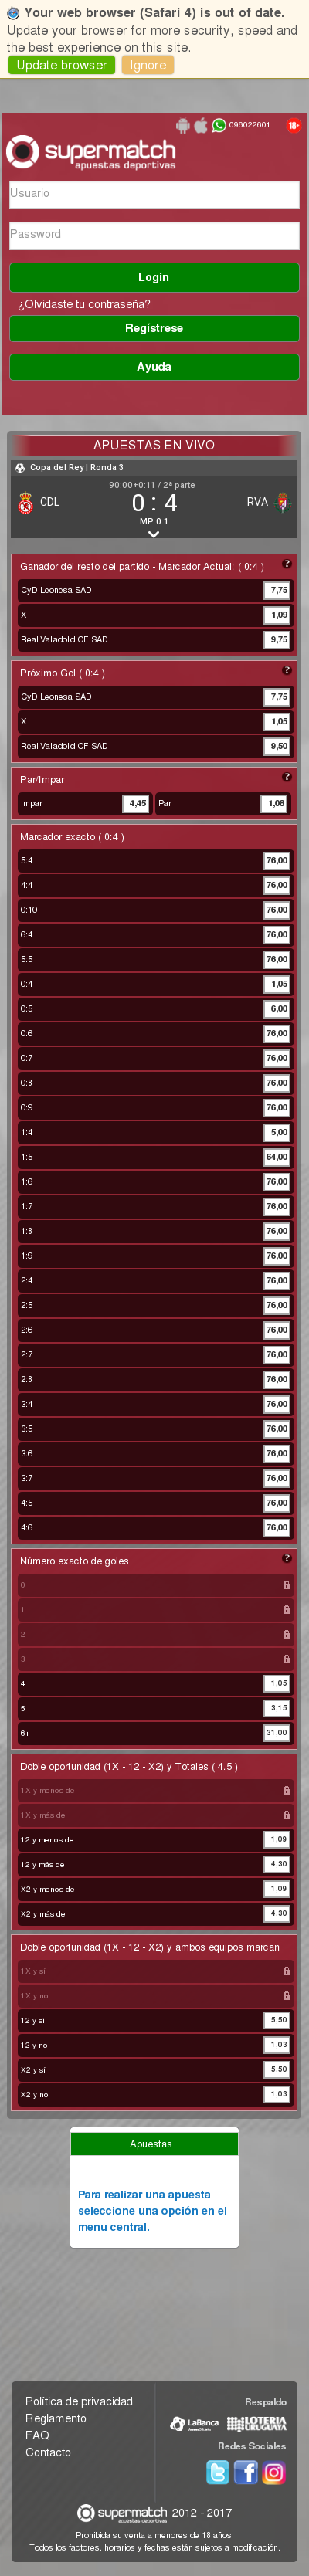 Your web browser (Safari 4) is out of date.
Update your browser for more security, speed and
the best experience on this site.
Update browser Ignore
096022601 18+
supermatch
apuestas deportivas
Usuario
Password
Login
¿Olvidaste tu contraseña?
Regístrese
Ayuda
APUESTAS EN VIVO
Copa del Rey | Ronda 3
90:00+0:11 / 2ª parte
CDL 0 : 4 RVA
MP 0:1
Ganador del resto del partido - Marcador Actual: ( 0:4 ) ?
CyD Leonesa SAD 7,75
X 1,09
Real Valladolid CF SAD 9,75
Próximo Gol ( 0:4 ) ?
CyD Leonesa SAD 7,75
X 1,05
Real Valladolid CF SAD 9,50
Par/Impar ?
Impar 4,45 Par 1,08
Marcador exacto ( 0:4 )
5:4 76,00
4:4 76,00
0:10 76,00
6:4 76,00
5:5 76,00
0:4 1,05
0:5 6,00
0:6 76,00
0:7 76,00
0:8 76,00
0:9 76,00
1:4 5,00
1:5 64,00
1:6 76,00
1:7 76,00
1:8 76,00
1:9 76,00
2:4 76,00
2:5 76,00
2:6 76,00
2:7 76,00
2:8 76,00
3:4 76,00
3:5 76,00
3:6 76,00
3:7 76,00
4:5 76,00
4:6 76,00
Número exacto de goles ?
0
1
2
3
4 1,05
5 3,15
6+ 31,00
Doble oportunidad (1X - 12 - X2) y Totales ( 4.5 )
1X y menos de
1X y más de
12 y menos de 1,09
12 y más de 4,30
X2 y menos de 1,09
X2 y más de 4,30
Doble oportunidad (1X - 12 - X2) y ambos equipos marcan
1X y sí
1X y no
12 y sí 5,50
12 y no 1,03
X2 y sí 5,50
X2 y no 1,03
Apuestas
Para realizar una apuesta
seleccione una opción en el
menu central.
Política de privacidad
Reglamento
FAQ
Contacto
Respaldo
LaBanca LOTERIA
URUGUAYA
Redes Sociales
supermatch 2012 - 2017
apuestas deportivas
Prohibida su venta a menores de 18 años.
Todos los factores, horarios y fechas están sujetos a modificación.